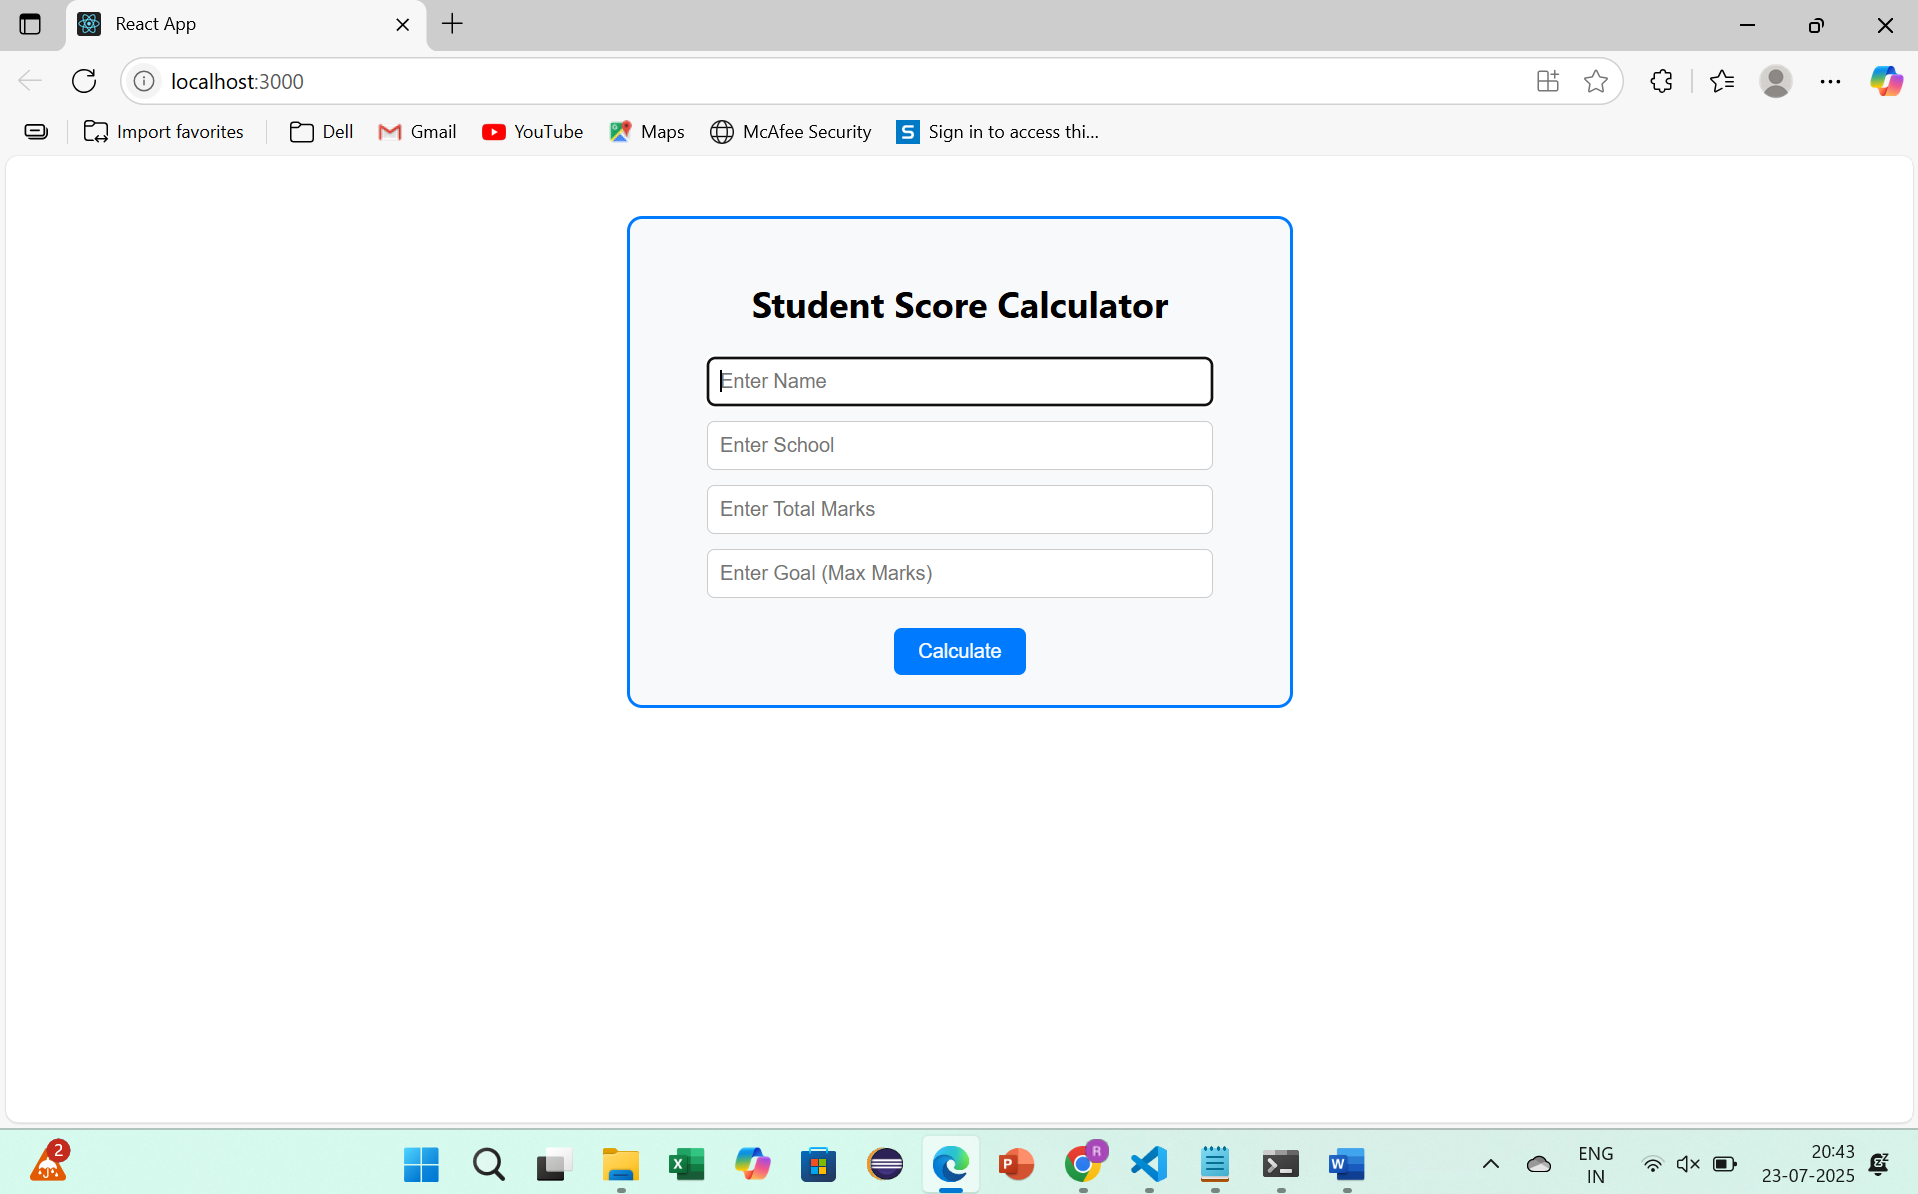 React App
localhost:3000
Import favorites
Dell
Gmail
YouTube
Maps
McAfee Security
S
Sign in to access thi...
Student Score Calculator
Enter Name
Enter School
Enter Total Marks
Enter Goal (Max Marks)
Calculate
2
X
P
R
W
ENG
IN
20:43
23-07-2025